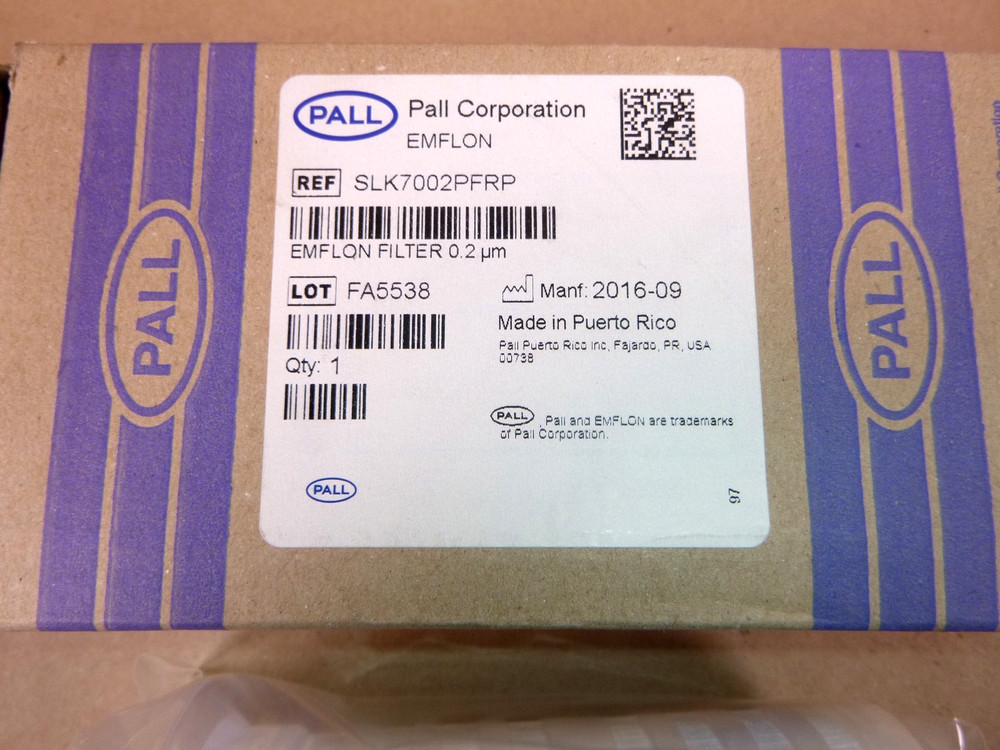 PALL
Pall Corporation
EMFLON
REF SLK7002PFRP
EMFLON FILTER 0.2 µm
LOT FA5538
Manf: 2016-09
Made in Puerto Rico
Pall Puerto Rico Inc, Fajardo, PR, USA
00738
Qty: 1
PALL , Pall and EMFLON are trademarks
of Pall Corporation.
PALL
97
PALL
PALL